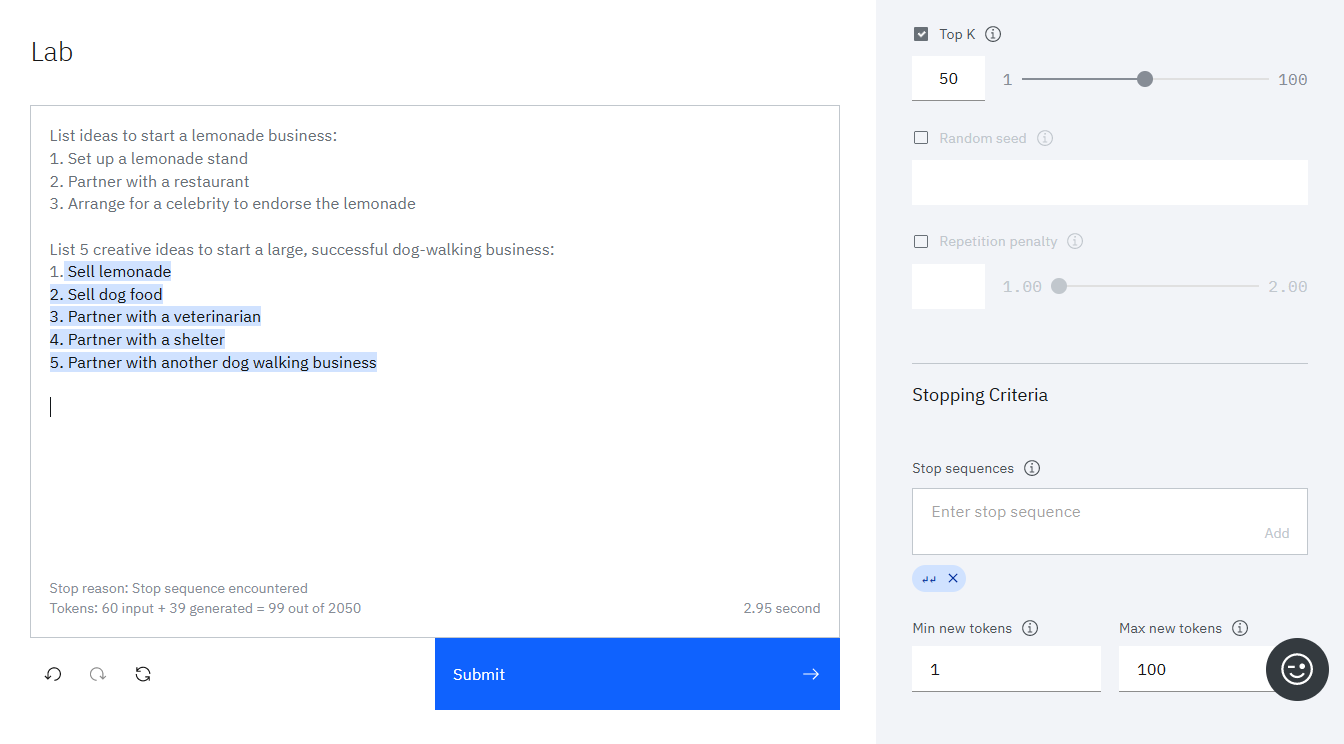 Lab
List ideas to start a lemonade business:
1. Set up a lemonade stand
2. Partner with a restaurant
3. Arrange for a celebrity to endorse the lemonade
List 5 creative ideas to start a large, successful dog-walking business:
1. Sell lemonade
2. Sell dog food
3. Partner with a veterinarian
4. Partner with a shelter
5. Partner with another dog walking business
Stop reason: Stop sequence encountered
Tokens: 60 input + 39 generated = 99 out of 2050
2.95 second
Submit
Top K
50
1
100
Random seed
Repetition penalty
1.00
2.00
Stopping Criteria
Stop sequences
Enter stop sequence
Add
↲↲
Min new tokens
Max new tokens
1
100